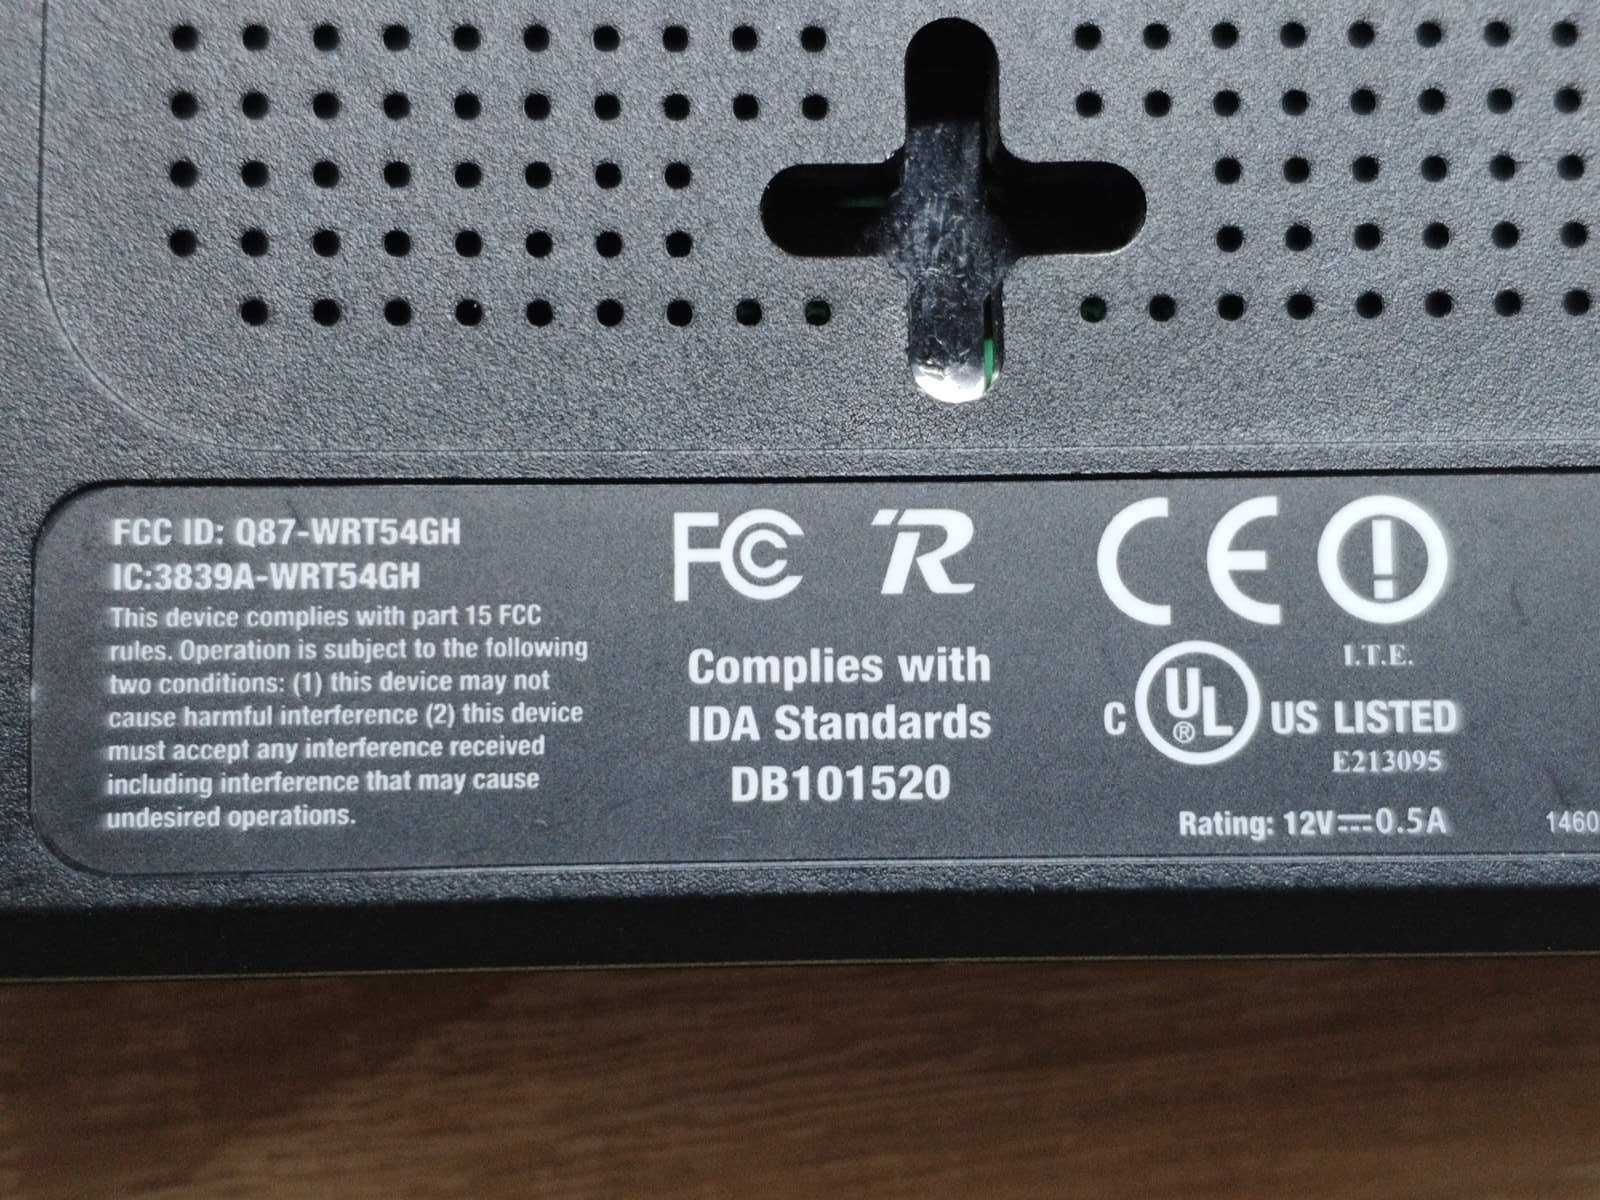 FCC ID: Q87-WRT54GH
IC:3839A-WRT54GH
This device complies with part 15 FCC
rules. Operation is subject to the following
two conditions: (1) this device may not
cause harmful interference (2) this device
must accept any interference received
including interference that may cause
undesired operations.
FC
R
Complies with
IDA Standards
DB101520
CE
!
I.T.E.
C UL® US LISTED
E213095
Rating: 12V⎓0.5A
1460